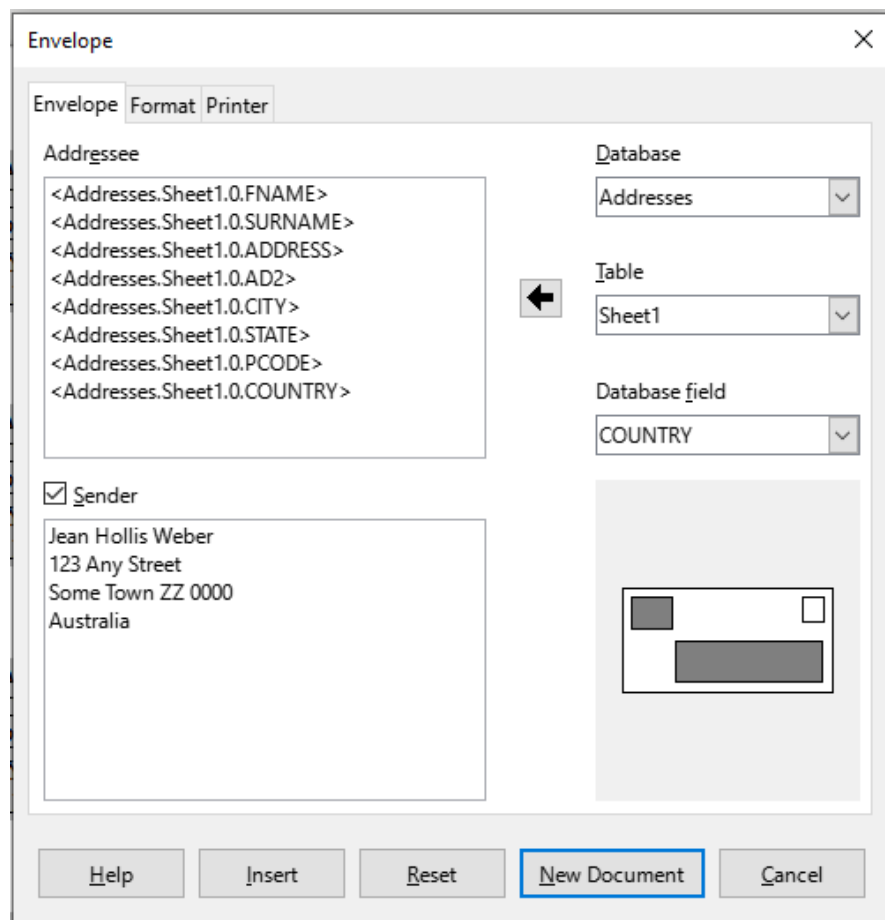 Envelope
Envelope Format Printer
Addressee
<Addresses.Sheet1.0.FNAME>
<Addresses.Sheet1.0.SURNAME>
<Addresses.Sheet1.0.ADDRESS>
<Addresses.Sheet1.0.AD2>
<Addresses.Sheet1.0.CITY>
<Addresses.Sheet1.0.STATE>
<Addresses.Sheet1.0.PCODE>
<Addresses.Sheet1.0.COUNTRY>
Database
Addresses
Table
Sheet1
Database field
COUNTRY
Sender
Jean Hollis Weber
123 Any Street
Some Town ZZ 0000
Australia
Help Insert Reset New Document Cancel